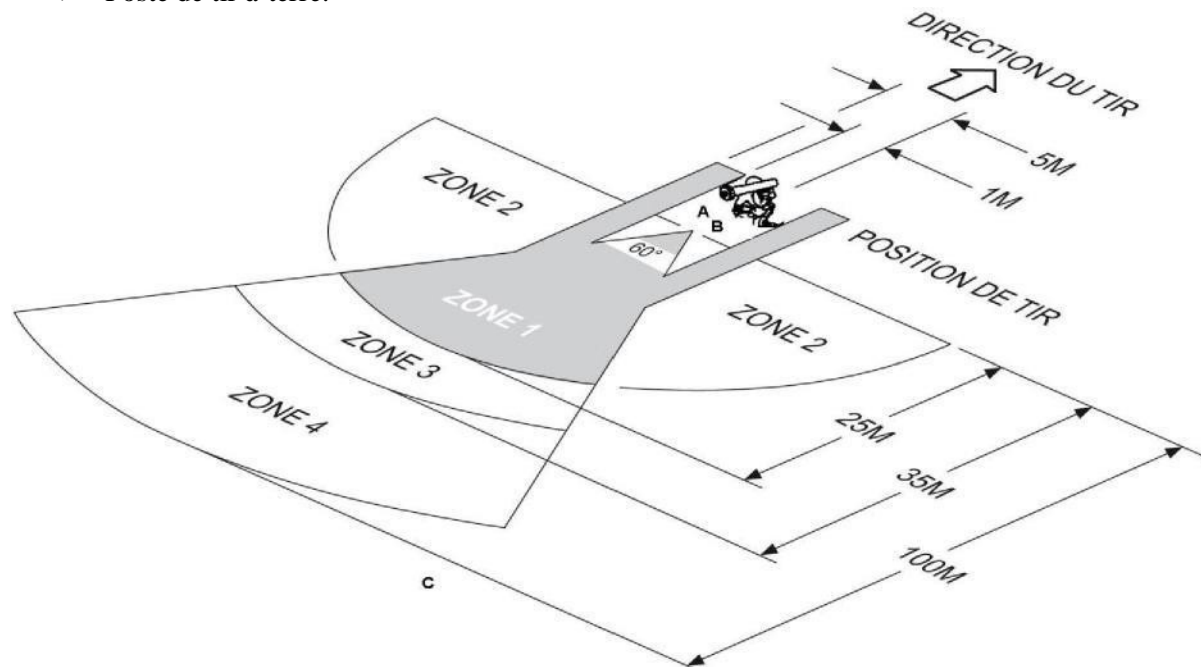 Poste de tir à terre.
DIRECTION DU TIR
5M
1M
ZONE 2
A
B
60°
POSITION DE TIR
ZONE 1
ZONE 2
ZONE 3
ZONE 4
25M
35M
100M
C